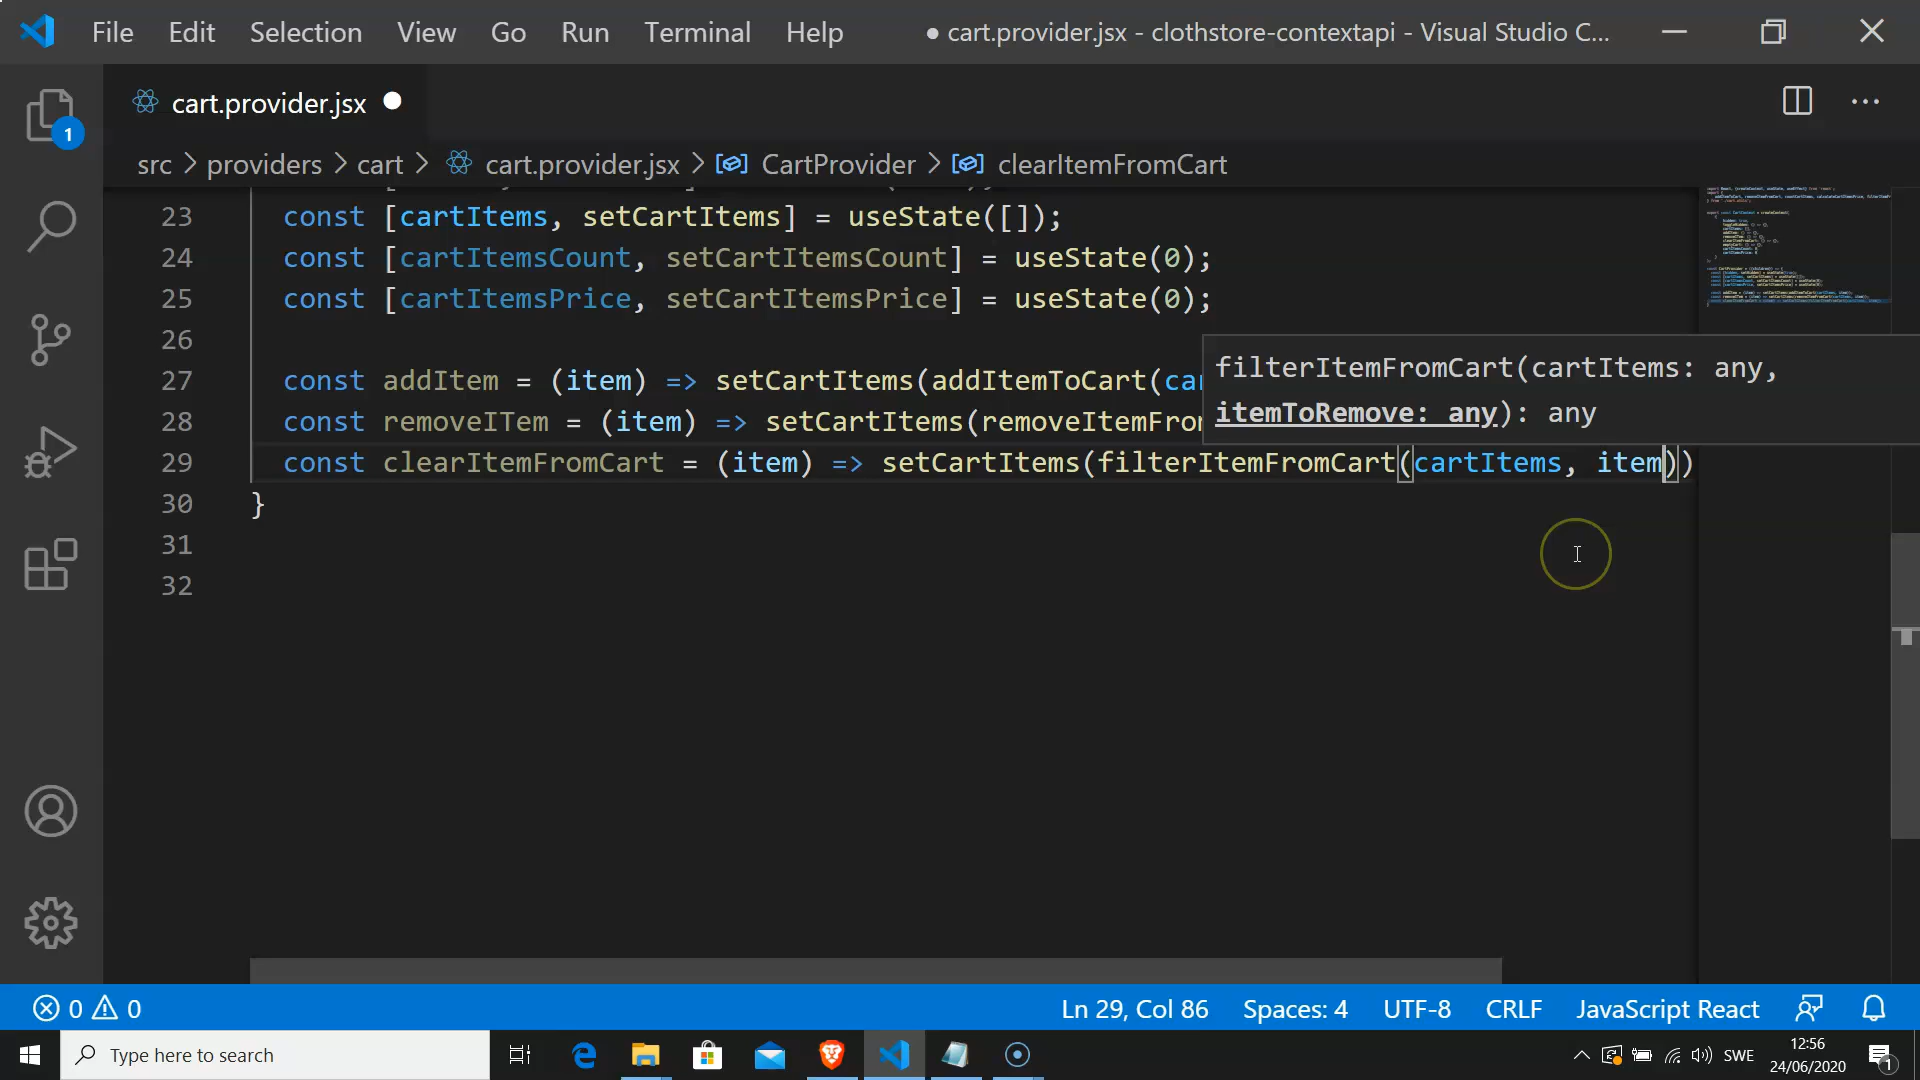 File Edit Selection View Go Run Terminal Help ● cart.provider.jsx - clothstore-contextapi - Visual Studio C...
cart.provider.jsx
1
src > providers > cart > cart.provider.jsx > CartProvider > clearItemFromCart
23 const [cartItems, setCartItems] = useState([]);
24 const [cartItemsCount, setCartItemsCount] = useState(0);
25 const [cartItemsPrice, setCartItemsPrice] = useState(0);
26
filterItemFromCart(cartItems: any,
itemToRemove: any): any
27 const addItem = (item) => setCartItems(addItemToCart(car
28 const removeITem = (item) => setCartItems(removeItemFrom
29 const clearItemFromCart = (item) => setCartItems(filterItemFromCart(cartItems, item))
30 }
31
32
0 0 Ln 29, Col 86 Spaces: 4 UTF-8 CRLF JavaScript React
Type here to search SWE 12:56
24/06/2020 1